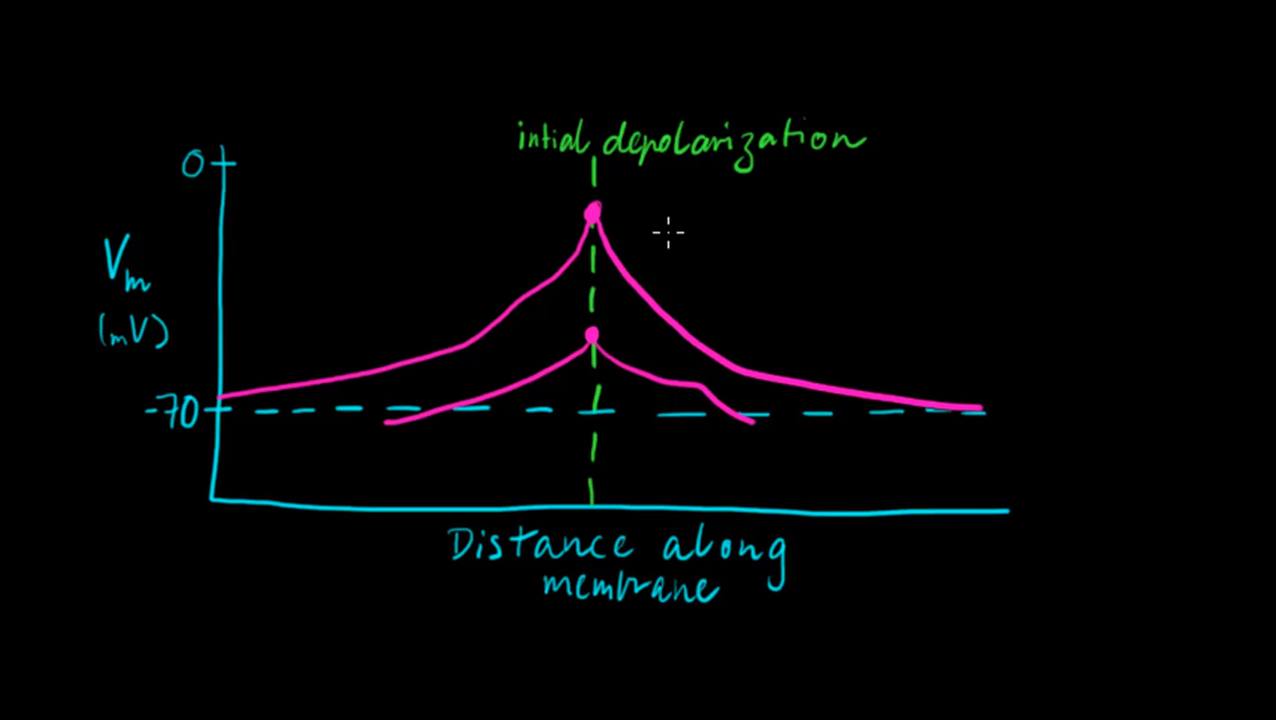 intial depolarization
0
Vm
(mV)
-70
Distance along
membrane